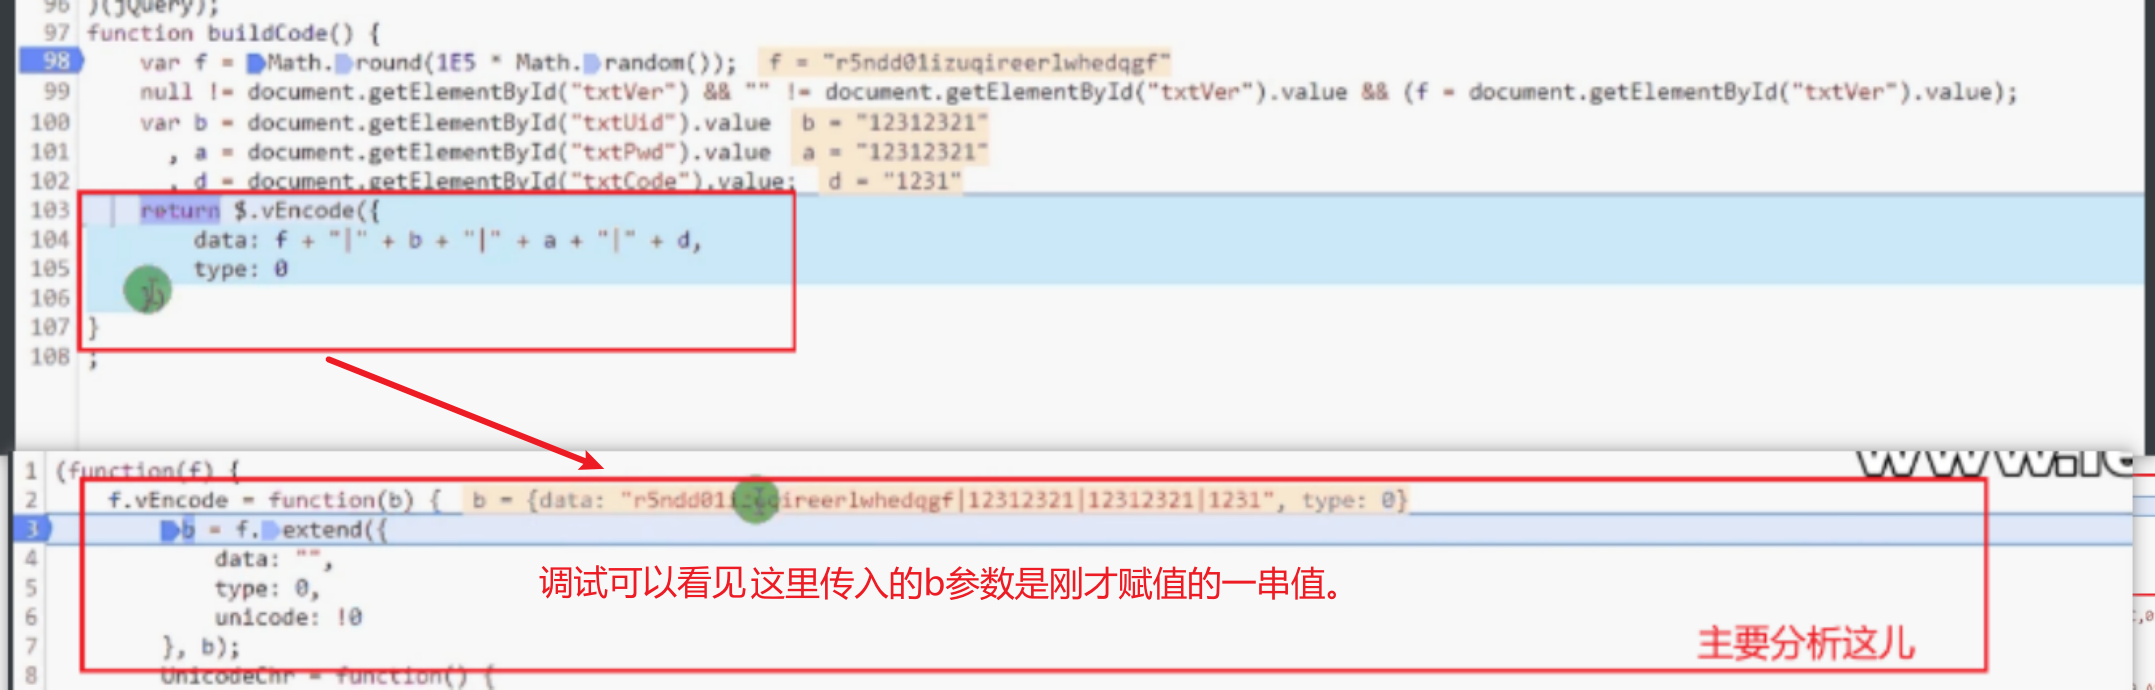 96 )(jQuery);
97 function buildCode() {
98 var f = Math.round(1E5 * Math.random()); f = "r5ndd01izuqireerlwhedqgf"
99 null != document.getElementById("txtVer") && "" != document.getElementById("txtVer").value && (f = document.getElementById("txtVer").value);
100 var b = document.getElementById("txtUid").value b = "12312321"
101 , a = document.getElementById("txtPwd").value a = "12312321"
102 , d = document.getElementById("txtCode").value; d = "1231"
103 return $.vEncode({
104 data: f + "|" + b + "|" + a + "|" + d,
105 type: 0
106 })
107 }
108 ;
1 (function(f) {
2 f.vEncode = function(b) { b = {data: "r5ndd01izuqireerlwhedqgf|12312321|12312321|1231", type: 0}
3 b = f.extend({
4 data: "",
5 type: 0,
6 unicode: !0
7 }, b);
8 UnicodeChr = function() {
调试可以看见这里传入的b参数是刚才赋值的一串值。
主要分析这儿